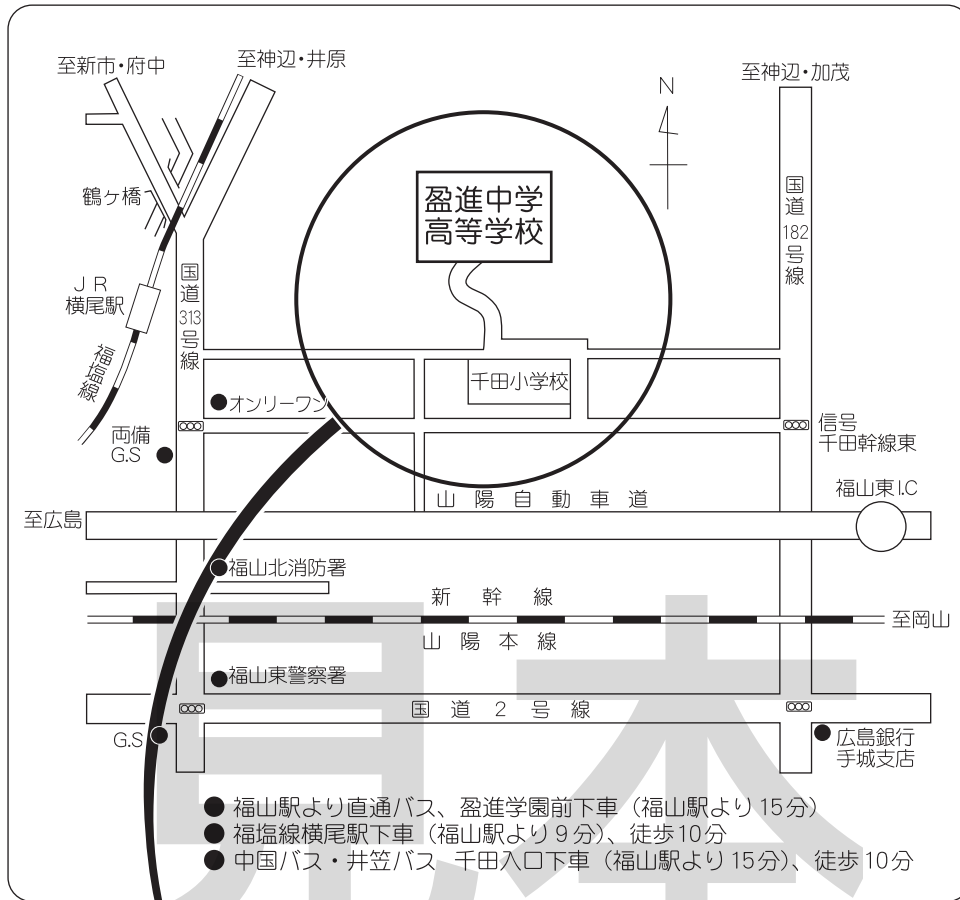 至新市・府中
至神辺・井原
N
至神辺・加茂
鶴ヶ橋
盈進中学
高等学校
国道182号線
JR
横尾駅
国道313号線
福塩線
千田小学校
オンリーワン
両備
G.S
信号
千田幹線東
福山東I.C
山陽自動車道
至広島
福山北消防署
新幹線
山陽本線
至岡山
福山東警察署
国道2号線
G.S
広島銀行
手城支店
見本
● 福山駅より直通バス、盈進学園前下車（福山駅より15分）
● 福塩線横尾駅下車（福山駅より9分）、徒歩10分
● 中国バス・井笠バス 千田入口下車（福山駅より15分）、徒歩10分